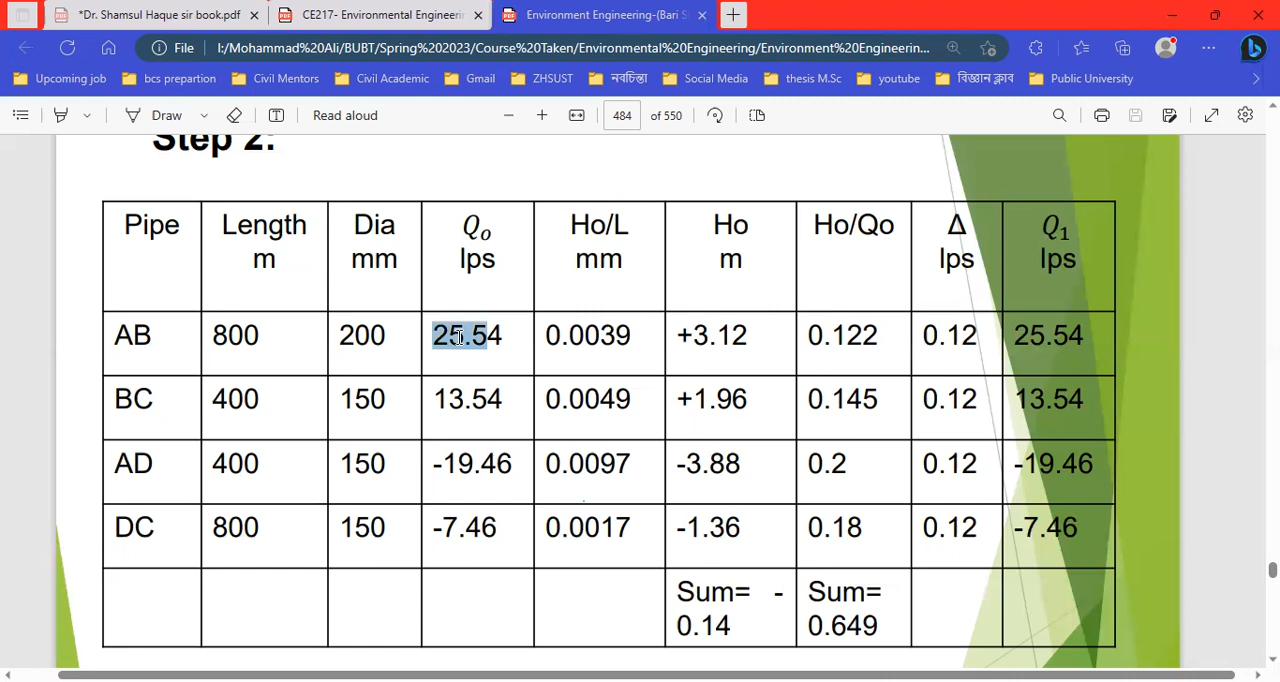 *Dr. Shamsul Haque sir book.pdf
CE217- Environmental Engineerin
Environment Engineering-(Bari S
File
I:/Mohammad%20Ali/BUBT/Spring%202023/Course%20Taken/Environmental%20Engineering/Environment%20Engineerin...
Upcoming job
bcs prepartion
Civil Mentors
Civil Academic
Gmail
ZHSUST
নবচিন্তা
Social Media
thesis M.Sc
youtube
বিজ্ঞান ক্লাব
Public University
Draw
Read aloud
484 of 550
Step 2:
Pipe Length m Dia mm Qo lps Ho/L mm Ho m Ho/Qo Δ lps Q1 lps
AB 800 200 25.54 0.0039 +3.12 0.122 0.12 25.54
BC 400 150 13.54 0.0049 +1.96 0.145 0.12 13.54
AD 400 150 -19.46 0.0097 -3.88 0.2 0.12 -19.46
DC 800 150 -7.46 0.0017 -1.36 0.18 0.12 -7.46
Sum= -0.14 Sum= 0.649